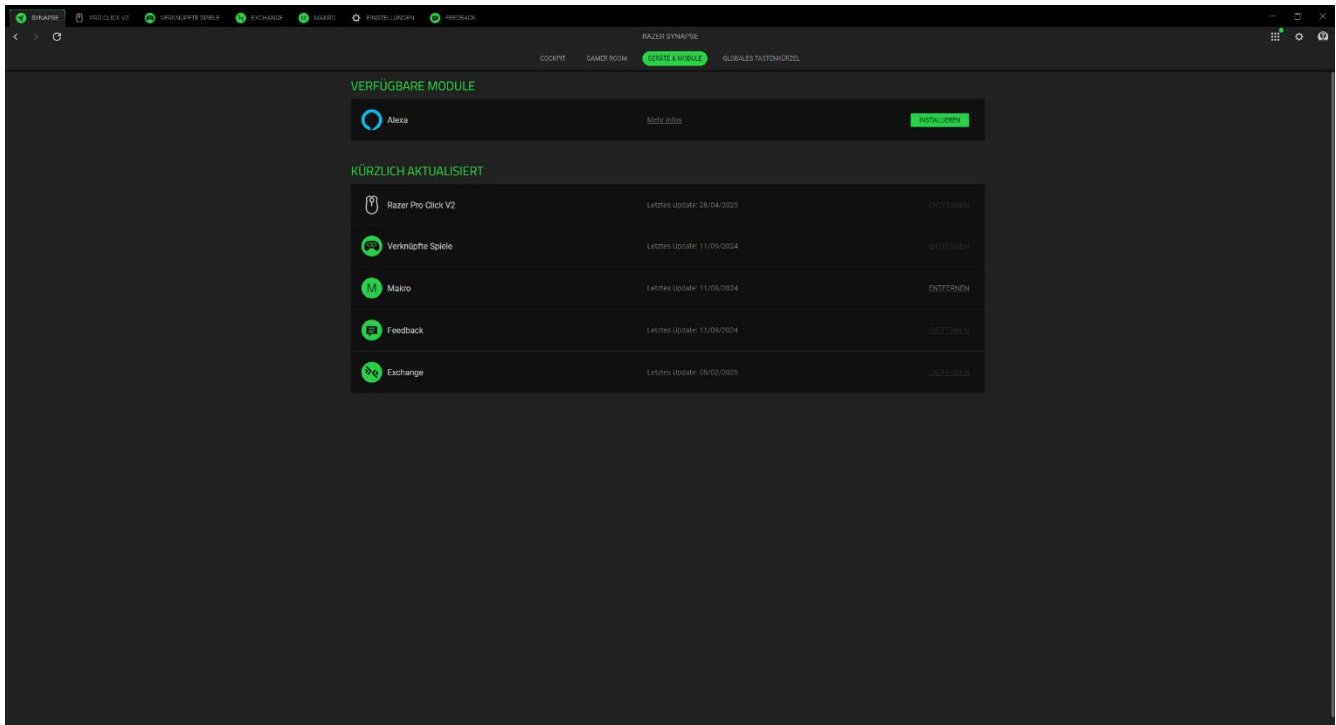 SYNAPSE PRO CLICK V2 VERKNÜPFTE SPIELE EXCHANGE MAKRO EINSTELLUNGEN FEEDBACK
RAZER SYNAPSE
COCKPIT GAMER ROOM GERÄTE & MODULE GLOBALES TASTENKÜRZEL
VERFÜGBARE MODULE
Alexa Mehr Infos INSTALLIEREN
KÜRZLICH AKTUALISIERT
Razer Pro Click V2 Letztes Update: 28/04/2025 ENTFERNEN
Verknüpfte Spiele Letztes Update: 11/09/2024 ENTFERNEN
M Makro Letztes Update: 11/09/2024 ENTFERNEN
Feedback Letztes Update: 11/09/2024 ENTFERNEN
Exchange Letztes Update: 05/02/2025 ENTFERNEN